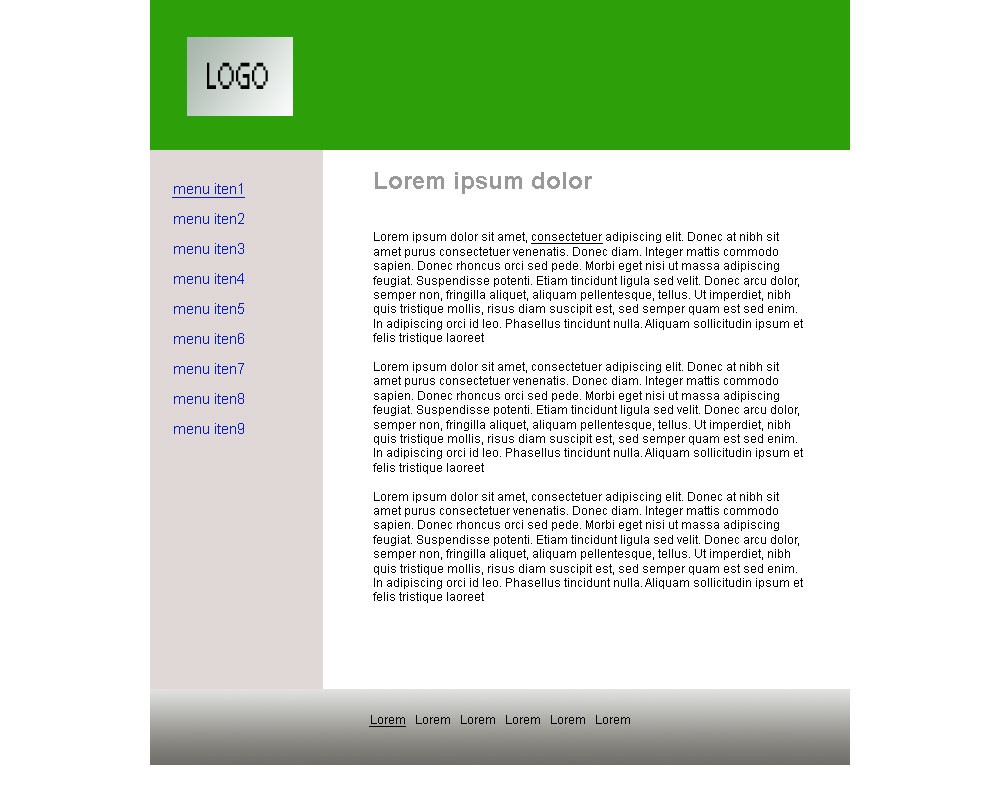 LOGO
menu iten1
menu iten2
menu iten3
menu iten4
menu iten5
menu iten6
menu iten7
menu iten8
menu iten9
Lorem ipsum dolor
Lorem ipsum dolor sit amet, consectetuer adipiscing elit. Donec at nibh sit
amet purus consectetuer venenatis. Donec diam. Integer mattis commodo
sapien. Donec rhoncus orci sed pede. Morbi eget nisi ut massa adipiscing
feugiat. Suspendisse potenti. Etiam tincidunt ligula sed velit. Donec arcu dolor,
semper non, fringilla aliquet, aliquam pellentesque, tellus. Ut imperdiet, nibh
quis tristique mollis, risus diam suscipit est, sed semper quam est sed enim.
In adipiscing orci id leo. Phasellus tincidunt nulla. Aliquam sollicitudin ipsum et
felis tristique laoreet
Lorem ipsum dolor sit amet, consectetuer adipiscing elit. Donec at nibh sit
amet purus consectetuer venenatis. Donec diam. Integer mattis commodo
sapien. Donec rhoncus orci sed pede. Morbi eget nisi ut massa adipiscing
feugiat. Suspendisse potenti. Etiam tincidunt ligula sed velit. Donec arcu dolor,
semper non, fringilla aliquet, aliquam pellentesque, tellus. Ut imperdiet, nibh
quis tristique mollis, risus diam suscipit est, sed semper quam est sed enim.
In adipiscing orci id leo. Phasellus tincidunt nulla. Aliquam sollicitudin ipsum et
felis tristique laoreet
Lorem ipsum dolor sit amet, consectetuer adipiscing elit. Donec at nibh sit
amet purus consectetuer venenatis. Donec diam. Integer mattis commodo
sapien. Donec rhoncus orci sed pede. Morbi eget nisi ut massa adipiscing
feugiat. Suspendisse potenti. Etiam tincidunt ligula sed velit. Donec arcu dolor,
semper non, fringilla aliquet, aliquam pellentesque, tellus. Ut imperdiet, nibh
quis tristique mollis, risus diam suscipit est, sed semper quam est sed enim.
In adipiscing orci id leo. Phasellus tincidunt nulla. Aliquam sollicitudin ipsum et
felis tristique laoreet
Lorem Lorem Lorem Lorem Lorem Lorem